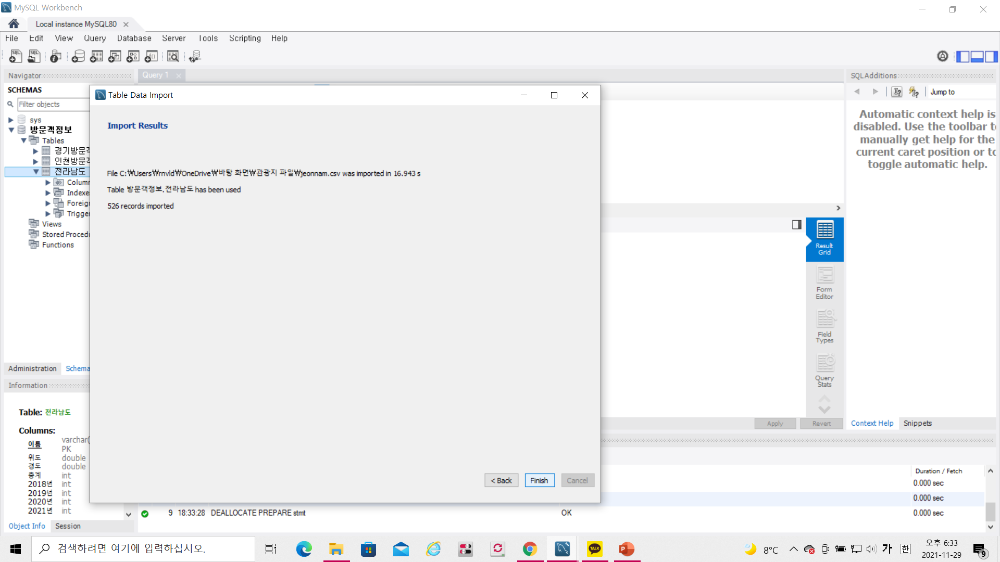 MySQL Workbench
Local instance MySQL80
File Edit View Query Database Server Tools Scripting Help
Navigator
Query 1
SQLAdditions
SCHEMAS
Filter objects
Jump to
sys
방문객정보
Tables
경기방문객
인천방문객
전라남도
Column
Indexe
Foreig
Trigge
Views
Stored Proced
Functions
Table Data Import
Import Results
File C:₩Users₩rnvld₩OneDrive₩바탕 화면₩관광지 파일₩jeonnam.csv was imported in 16.943 s
Table 방문객정보.전라남도 has been used
526 records imported
< Back Finish Cancel
Automatic context help is
disabled. Use the toolbar t
manually get help for the
current caret position or to
toggle automatic help.
Result
Grid
Form
Editor
Field
Types
Query
Stats
Apply Revert
Context Help Snippets
Administration Schema
Information
Table: 전라남도
Columns:
이름 varchar(
PK
위도 double
경도 double
총계 int
2018년 int
2019년 int
2020년 int
2021년 int
Object Info Session
Duration / Fetch
0.000 sec
0.000 sec
9 18:33:28 DEALLOCATE PREPARE stmt OK 0.000 sec
검색하려면 여기에 입력하십시오.
TALK
P
8°C
가
한
오후 6:33
2021-11-29
9